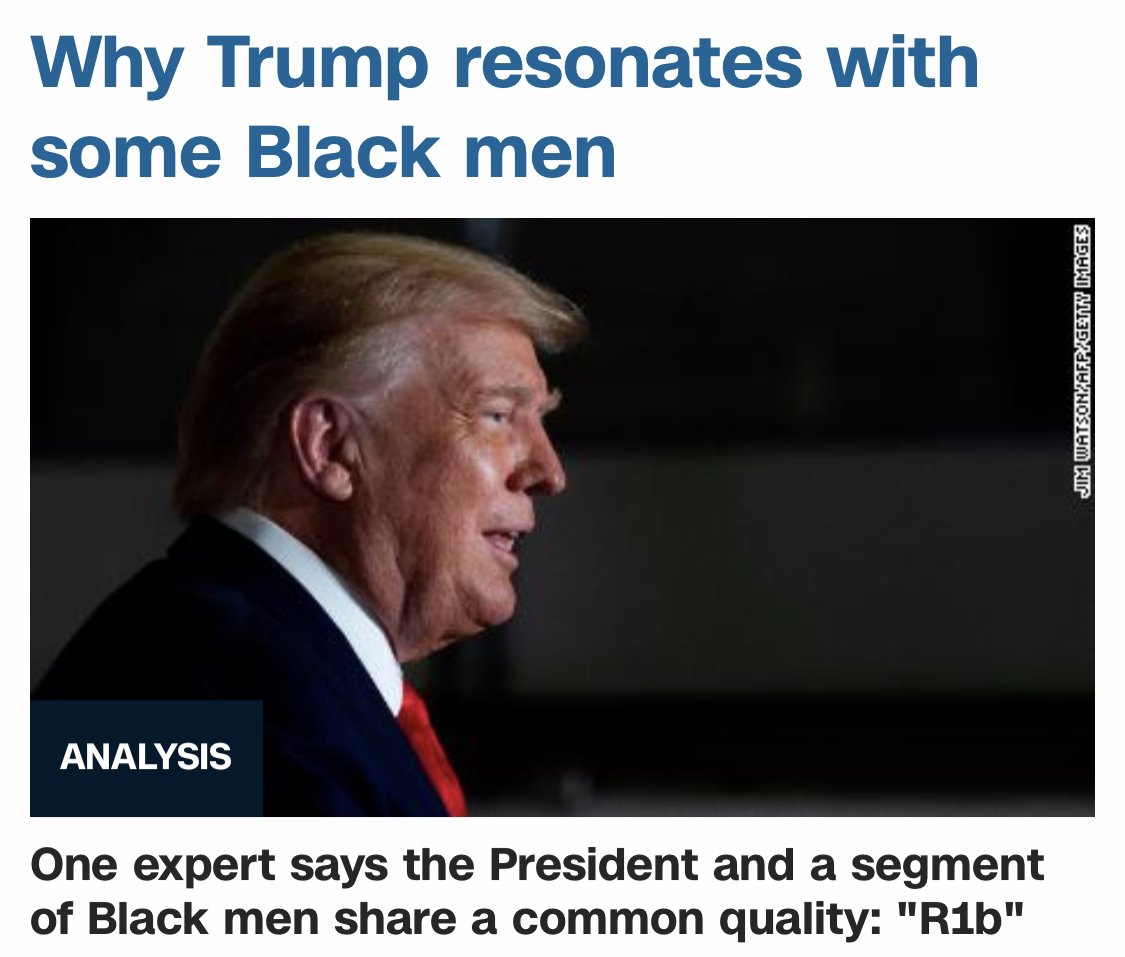 Why Trump resonates with
some Black men
JIM WATSON/AFP/GETTY IMAGES
ANALYSIS
One expert says the President and a segment
of Black men share a common quality: "R1b"